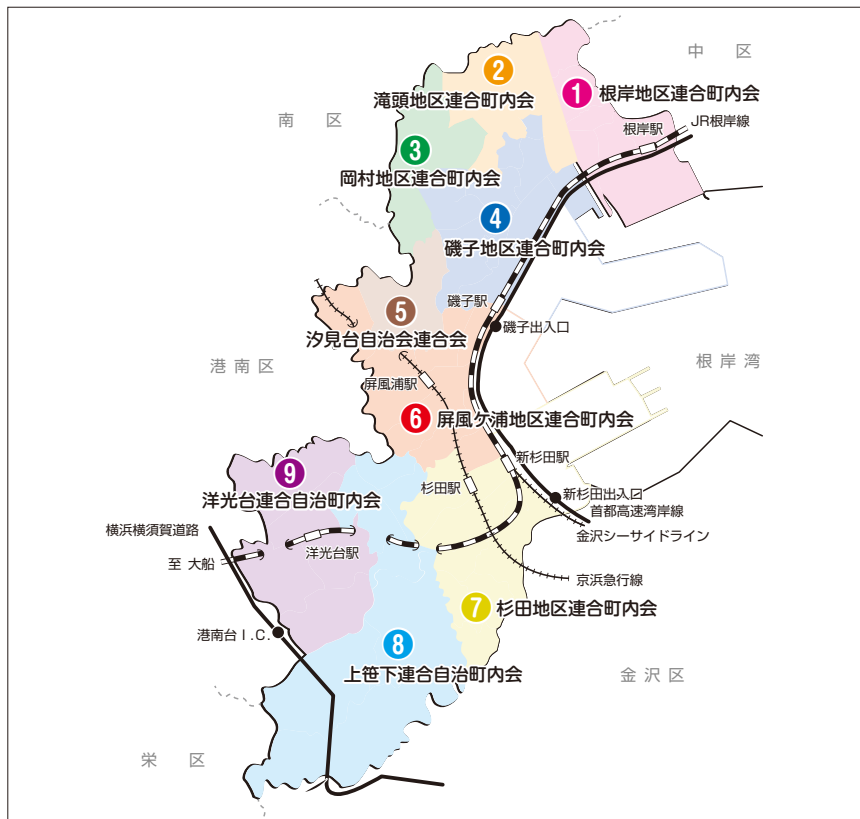 中区
2
滝頭地区連合町内会
1
根岸地区連合町内会
南区
根岸駅
JR根岸線
3
岡村地区連合町内会
4
磯子地区連合町内会
磯子駅
5
汐見台自治会連合会
磯子出入口
港南区
根岸湾
屏風浦駅
6
屏風ケ浦地区連合町内会
新杉田駅
9
洋光台連合自治町内会
杉田駅
新杉田出入口
首都高速湾岸線
横浜横須賀道路
金沢シーサイドライン
洋光台駅
至 大船
京浜急行線
7
杉田地区連合町内会
港南台 I.C.
8
上笹下連合自治町内会
金沢区
栄区